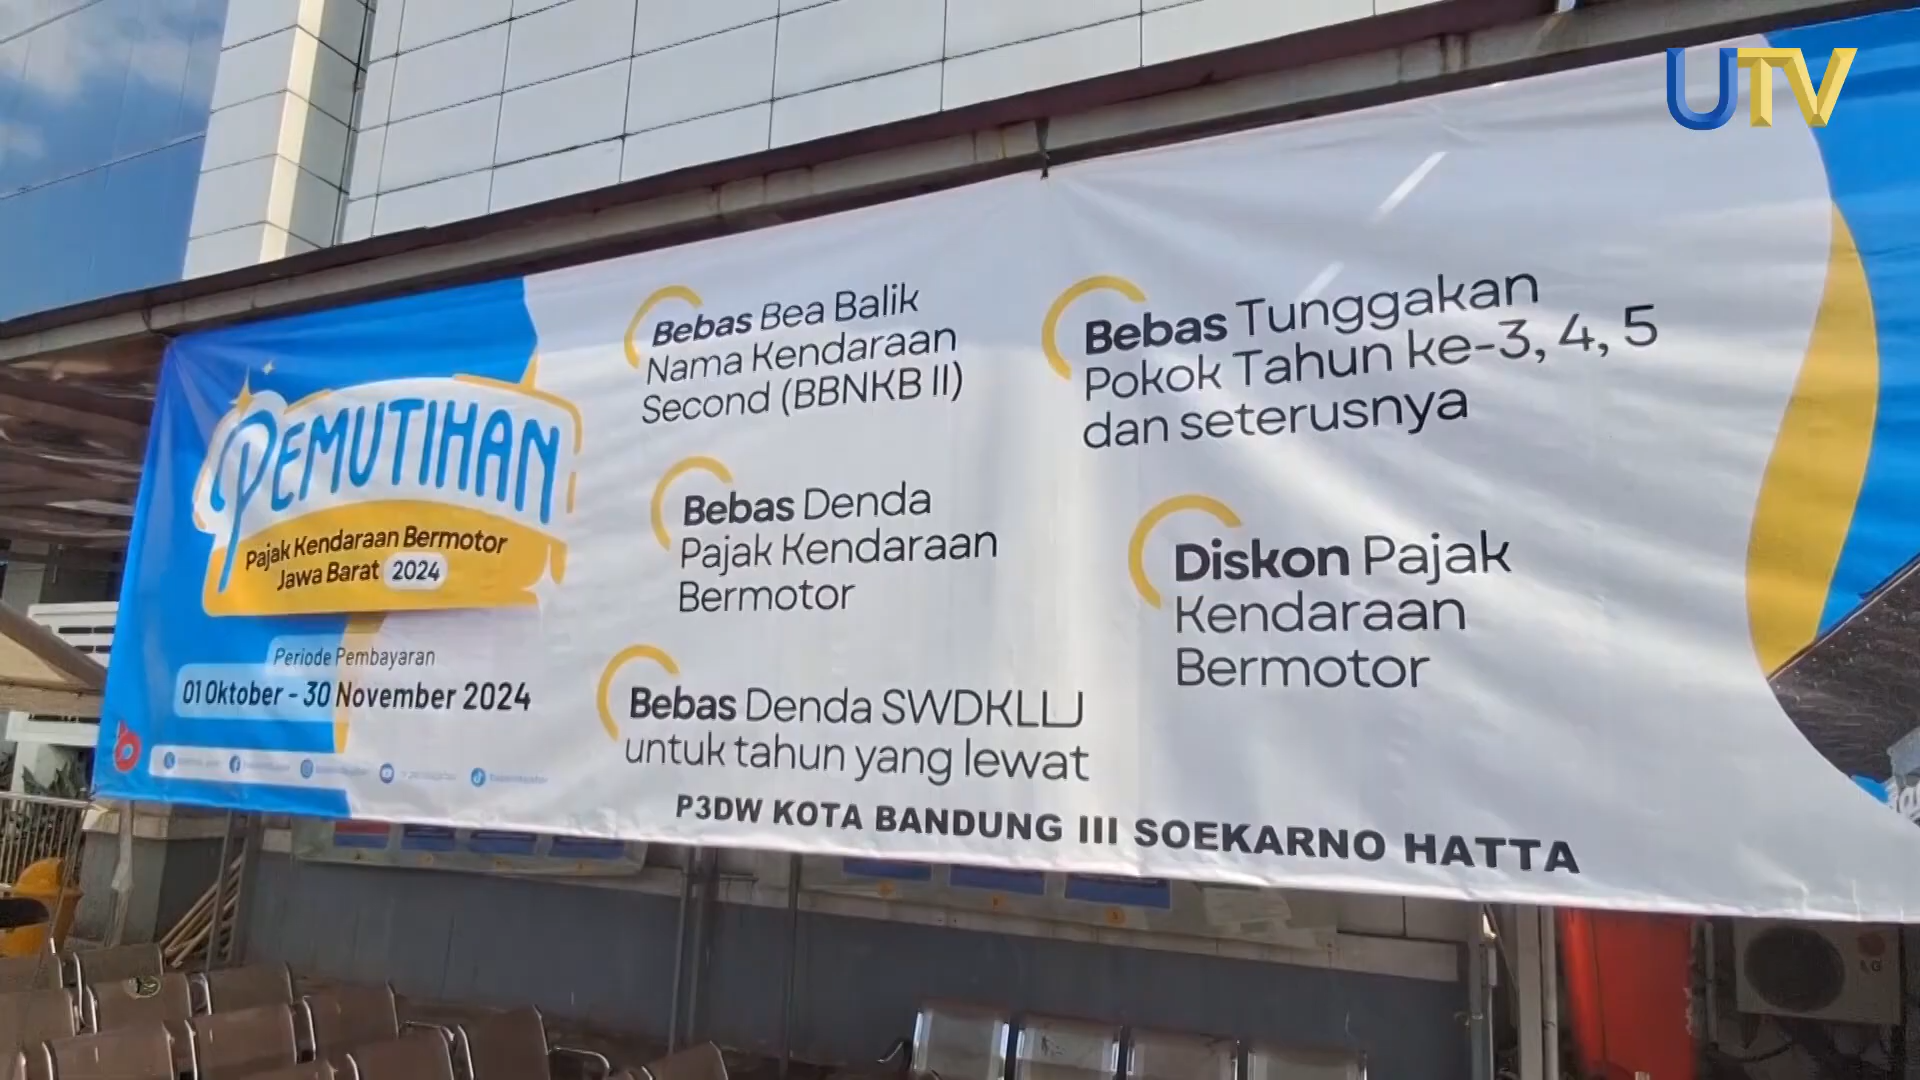 UTV
PEMUTIHAN
Pajak Kendaraan Bermotor
Jawa Barat 2024
Periode Pembayaran
01 Oktober - 30 November 2024
Bebas Bea Balik
Nama Kendaraan
Second (BBNKB II)
Bebas Denda
Pajak Kendaraan
Bermotor
Bebas Denda SWDKLLJ
untuk tahun yang lewat
Bebas Tunggakan
Pokok Tahun ke-3, 4, 5
dan seterusnya
Diskon Pajak
Kendaraan
Bermotor
P3DW KOTA BANDUNG III SOEKARNO HATTA
LG